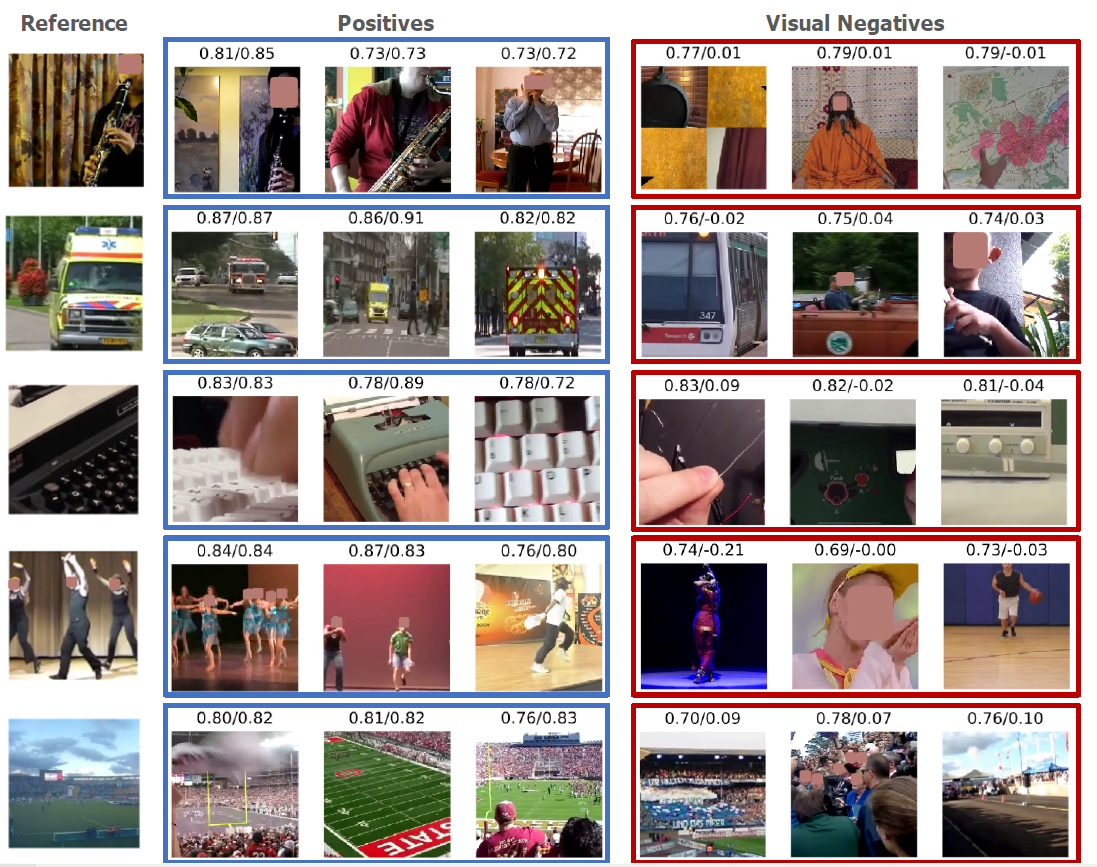 Reference Positives Visual Negatives
0.81/0.85 0.73/0.73 0.73/0.72 0.77/0.01 0.79/0.01 0.79/-0.01
0.87/0.87 0.86/0.91 0.82/0.82 0.76/-0.02 0.75/0.04 0.74/0.03
347
0.83/0.83 0.78/0.89 0.78/0.72 0.83/0.09 0.82/-0.02 0.81/-0.04
0.84/0.84 0.87/0.83 0.76/0.80 0.74/-0.21 0.69/-0.00 0.73/-0.03
0.80/0.82 0.81/0.82 0.76/0.83 0.70/0.09 0.78/0.07 0.76/0.10
STATE